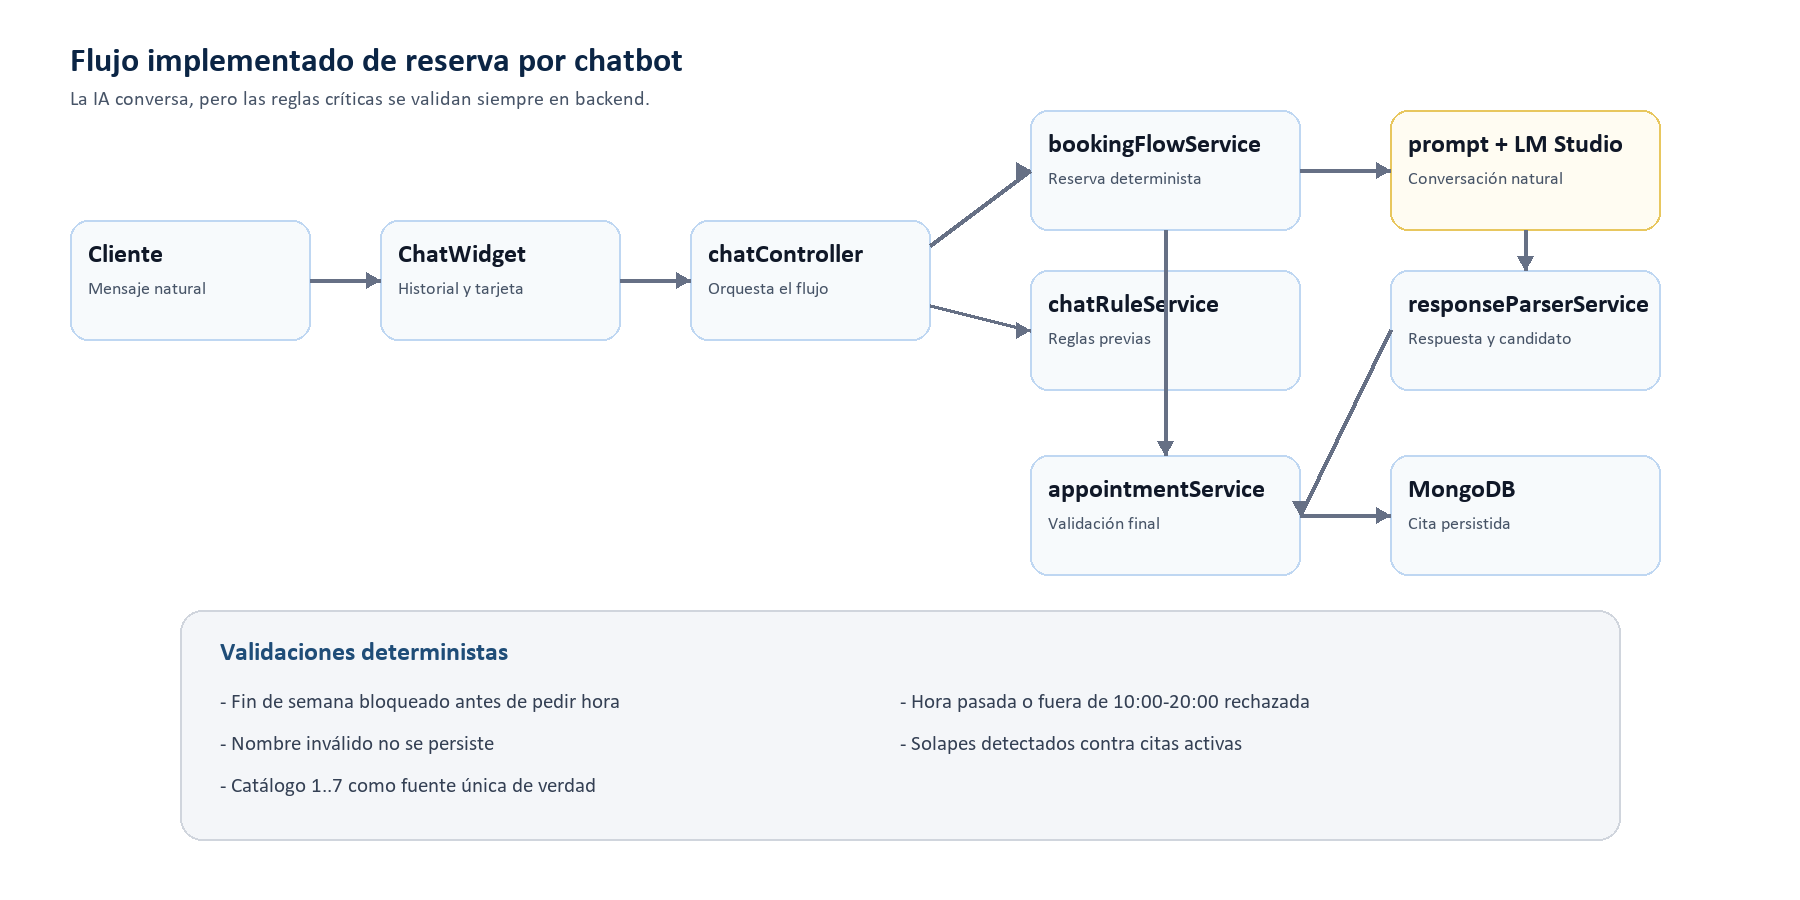 Flujo implementado de reserva por chatbot
La IA conversa, pero las reglas críticas se validan siempre en backend.
Cliente
Mensaje natural
ChatWidget
Historial y tarjeta
chatController
Orquesta el flujo
bookingFlowService
Reserva determinista
prompt + LM Studio
Conversación natural
chatRuleService
Reglas previas
responseParserService
Respuesta y candidato
appointmentService
Validación final
MongoDB
Cita persistida
Validaciones deterministas
- Fin de semana bloqueado antes de pedir hora
- Nombre inválido no se persiste
- Catálogo 1..7 como fuente única de verdad
- Hora pasada o fuera de 10:00-20:00 rechazada
- Solapes detectados contra citas activas